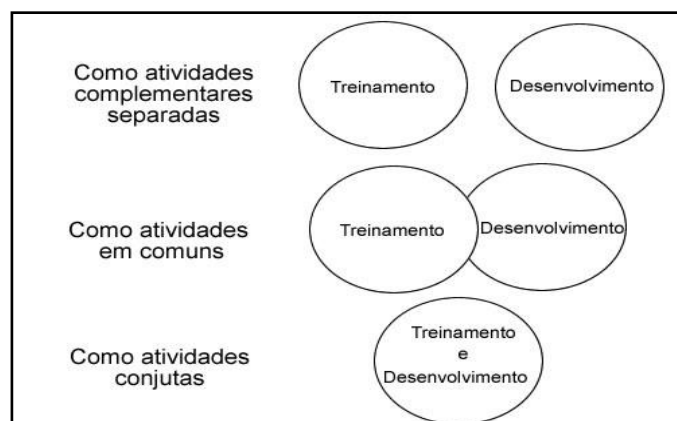 Como atividades
complementares
separadas
Treinamento
Desenvolvimento
Como atividades
em comuns
Treinamento
Desenvolvimento
Como atividades
conjutas
Treinamento
e
Desenvolvimento